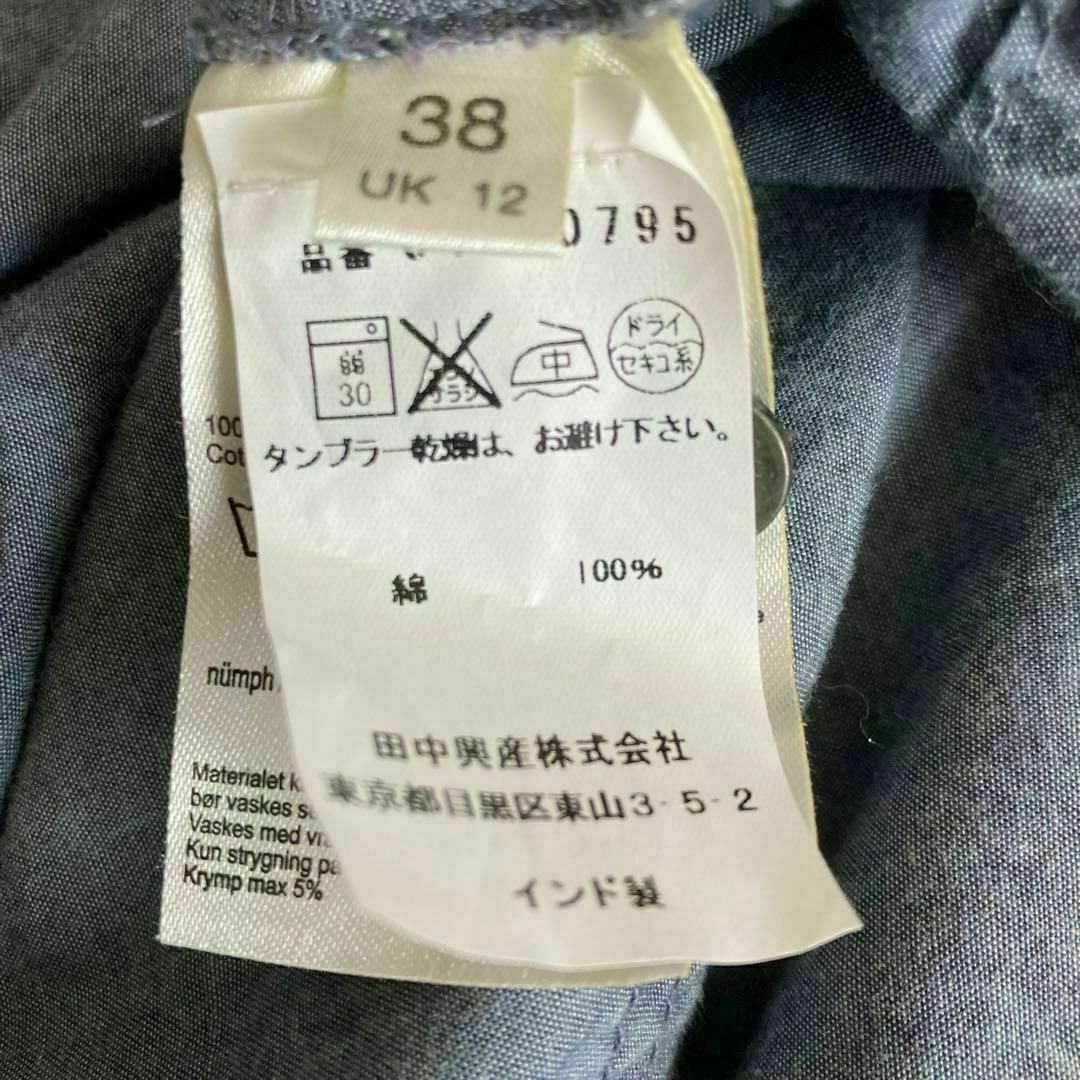 38
UK 12
品番 0795
弱
30
中
ドライ
セキユ系
タンブラー乾燥は、お避け下さい。
100
Cot
綿 100%
nümph
田中興産株式会社
東京都目黒区東山3-5-2
インド製
Materialet k
bør vaskes s
Vaskes med vr
Kun strygning på
Krymp max 5%